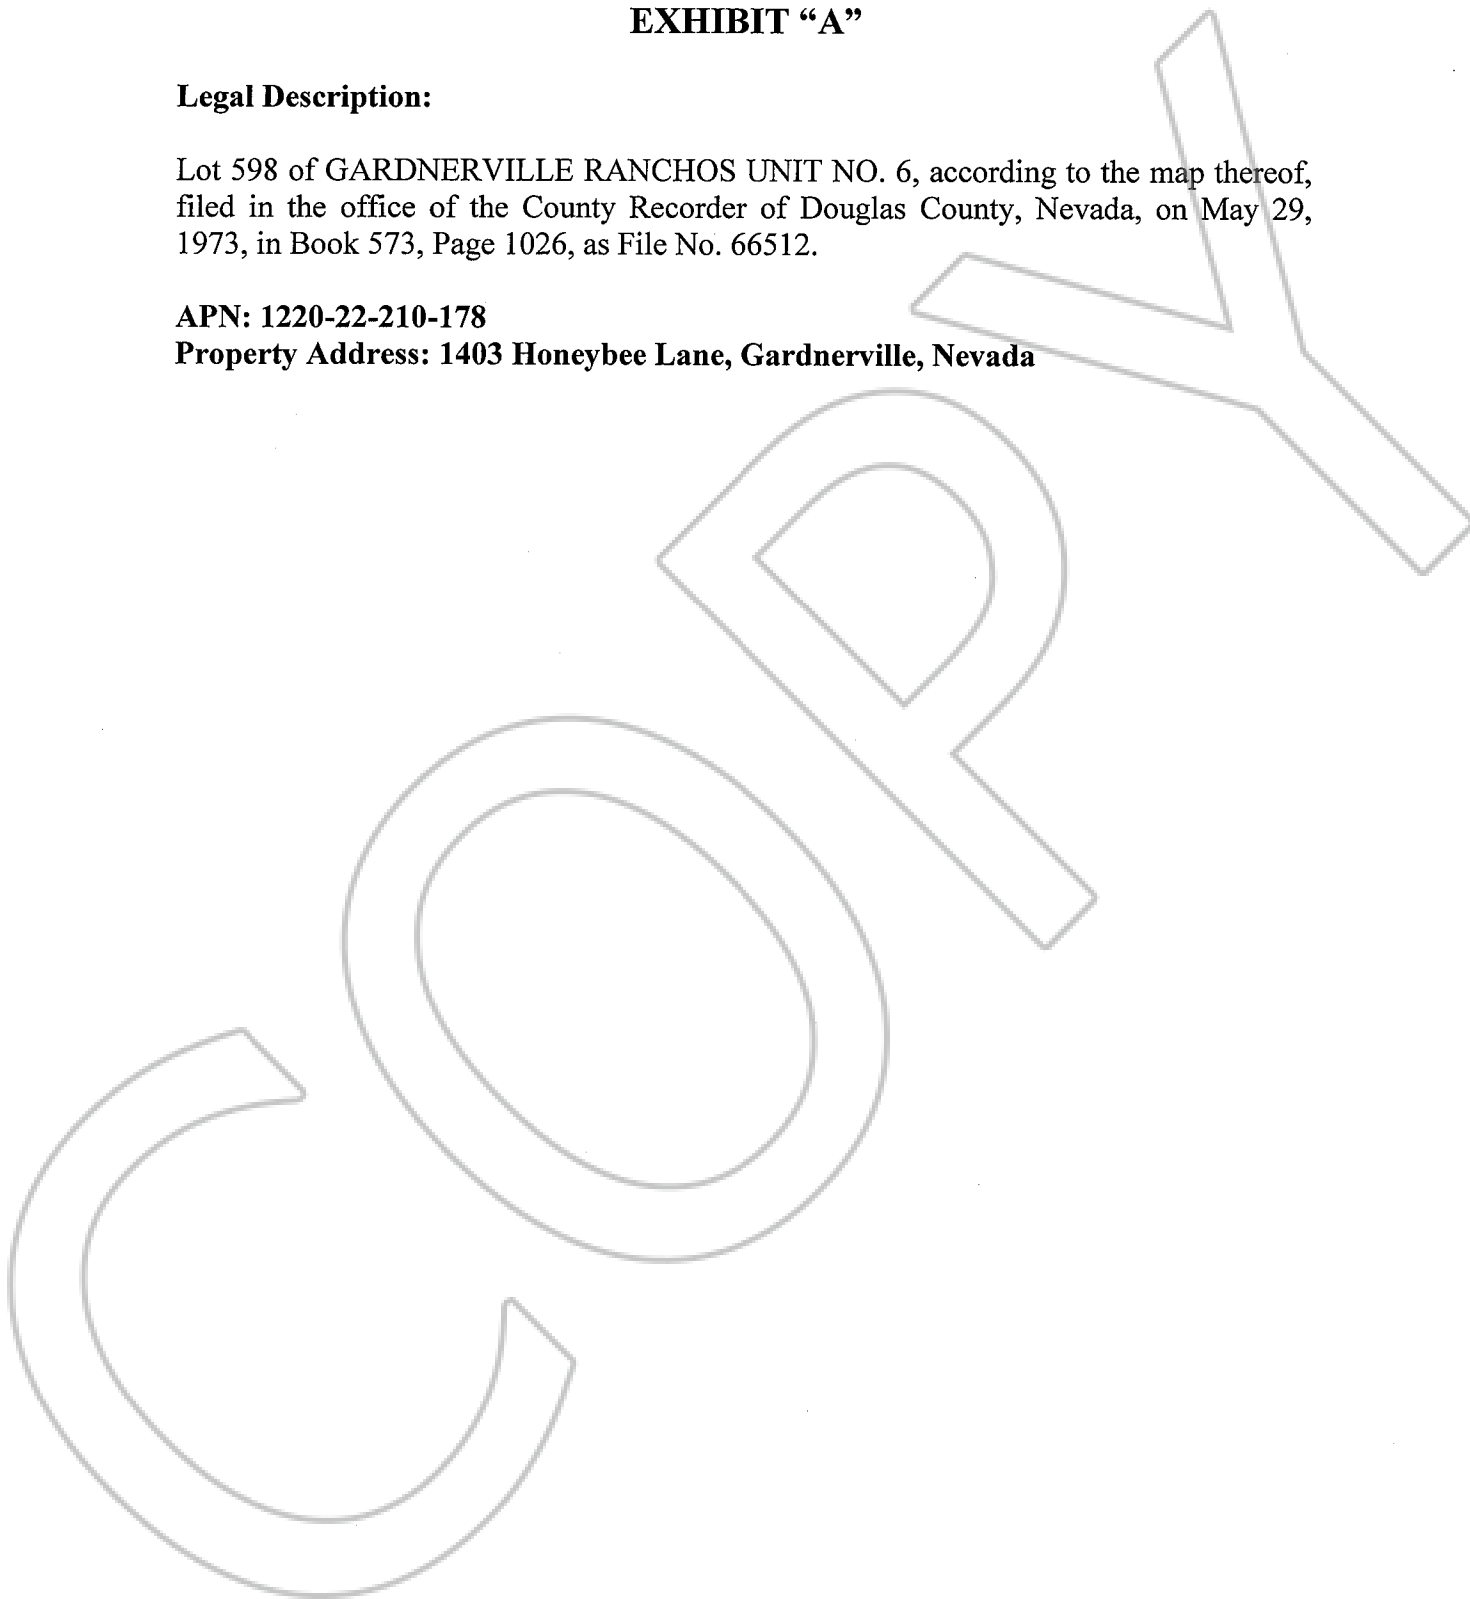 EXHIBIT “A”
Legal Description:
Lot 598 of GARDNERVILLE RANCHOS UNIT NO. 6, according to the map thereof,
filed in the office of the County Recorder of Douglas County, Nevada, on May 29,
1973, in Book 573, Page 1026, as File No. 66512.
APN: 1220-22-210-178
Property Address: 1403 Honeybee Lane, Gardnerville, Nevada
COPY